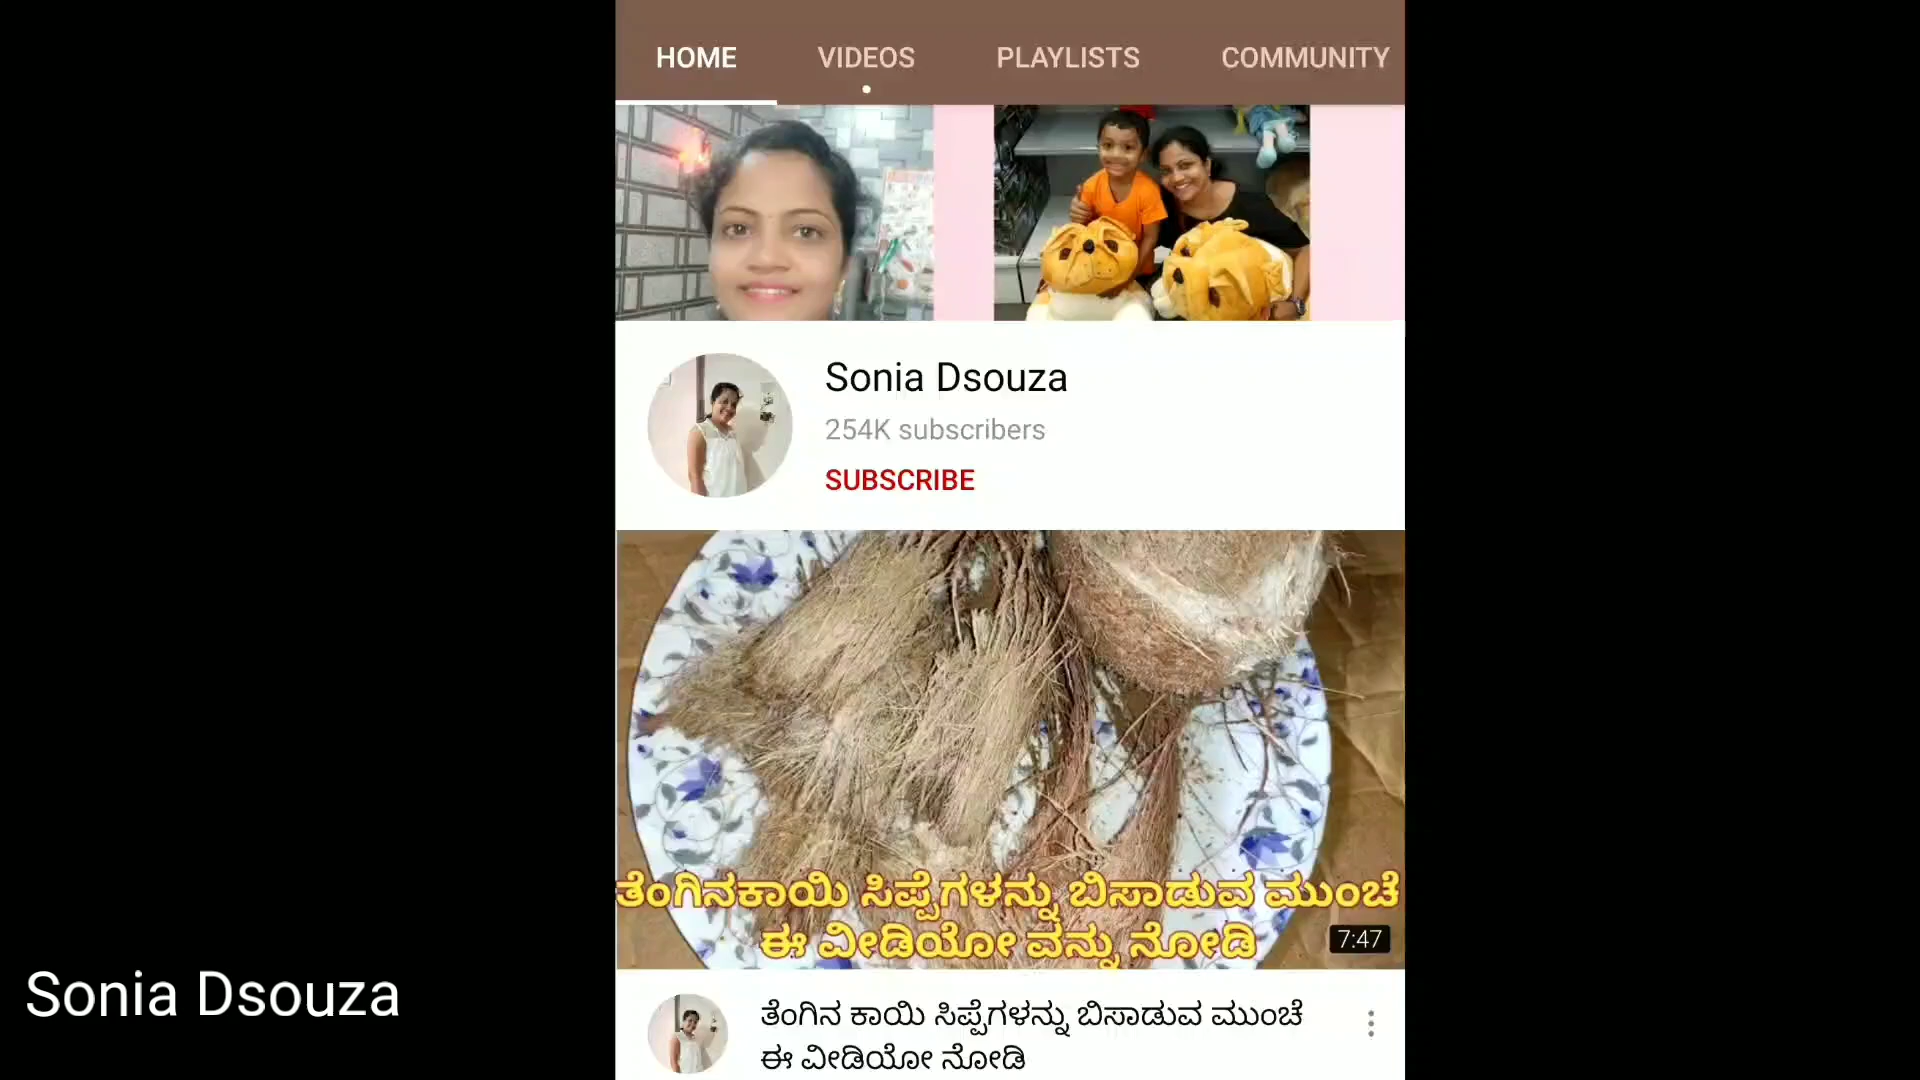 HOME VIDEOS PLAYLISTS COMMUNITY
Sonia Dsouza
254K subscribers
SUBSCRIBE
ತೆಂಗಿನಕಾಯಿ ಸಿಪ್ಪೆಗಳನ್ನು ಬಿಸಾಡುವ ಮುಂಚೆ
ಈ ವೀಡಿಯೋ ವನ್ನು ನೋಡಿ
7:47
ತೆಂಗಿನ ಕಾಯಿ ಸಿಪ್ಪೆಗಳನ್ನು ಬಿಸಾಡುವ ಮುಂಚೆ
ಈ ವೀಡಿಯೋ ನೋಡಿ
Sonia Dsouza